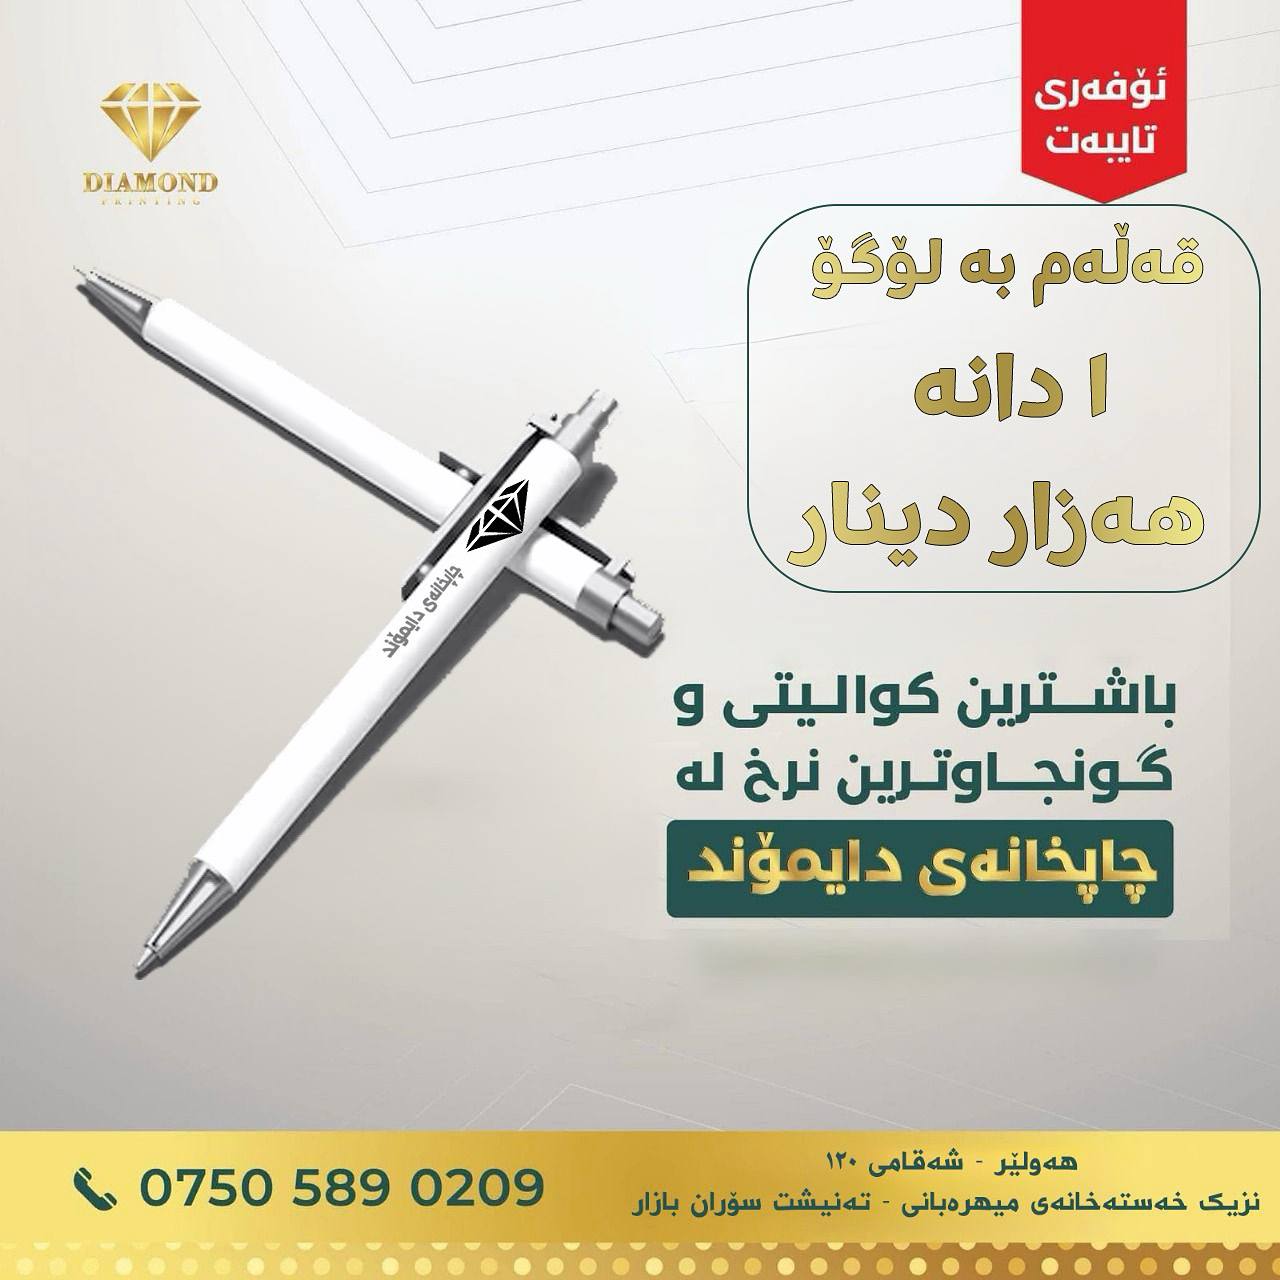 DIAMOND
PRINTING
ئۆفەری
تایبەت
قەڵەم بە لۆگۆ
١ دانە
هەزار دینار
چاپخانەی دایمۆند
باشترین کوالیتی و
گونجاوترین نرخ لە
چاپخانەی دایمۆند
0750 589 0209
هەولێر - شەقامی ١٢٠
نزیک خەستەخانەی میهرەبانی - تەنیشت سۆران بازار